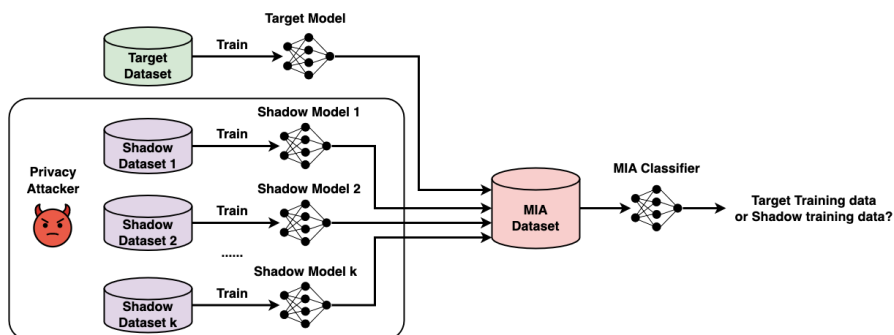 Target Model
Target
Dataset
Train
Shadow Model 1
Shadow
Dataset 1
Train
Privacy
Attacker
Shadow Model 2
Shadow
Dataset 2
Train
......
Shadow Model k
Shadow
Dataset k
Train
MIA
Dataset
MIA Classifier
Target Training data
or Shadow training data?